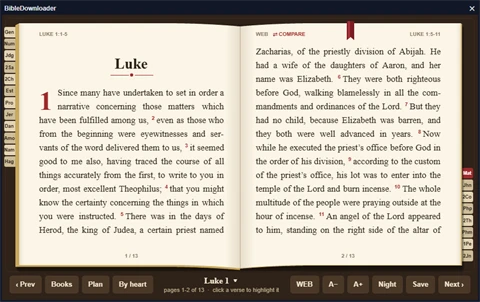 BibleDownloader
×
LUKE 1:1-5
Luke
1 Since many have undertaken to set in order a
narrative concerning those matters which
have been fulfilled among us, 2 even as those who
from the beginning were eyewitnesses and ser-
vants of the word delivered them to us, 3 it seemed
good to me also, having traced the course of all
things accurately from the first, to write to you in
order, most excellent Theophilus; 4 that you might
know the certainty concerning the things in which
you were instructed. 5 There was in the days of
Herod, the king of Judea, a certain priest named
1 / 13
WEB ⇄ COMPARE
LUKE 1:5-11
Zacharias, of the priestly division of Abijah. He
had a wife of the daughters of Aaron, and her
name was Elizabeth. 6 They were both righteous
before God, walking blamelessly in all the com-
mandments and ordinances of the Lord. 7 But they
had no child, because Elizabeth was barren, and
they both were well advanced in years. 8 Now
while he executed the priest's office before God in
the order of his division, 9 according to the custom
of the priest's office, his lot was to enter into the
temple of the Lord and burn incense. 10 The whole
multitude of the people were praying outside at the
hour of incense. 11 An angel of the Lord appeared
to him, standing on the right side of the altar of
2 / 13
Gen
Num
Jdg
2Sa
2Ch
Est
Pro
Jer
Dan
Amo
Nam
Hag
Mat
Jhn
2Co
Php
2Th
Phm
1Pe
2Jn
‹ Prev
Books
Plan
By heart
Luke 1 ▾
pages 1-2 of 13 · click a verse to highlight it
WEB
A−
A+
Night
Save
Next ›